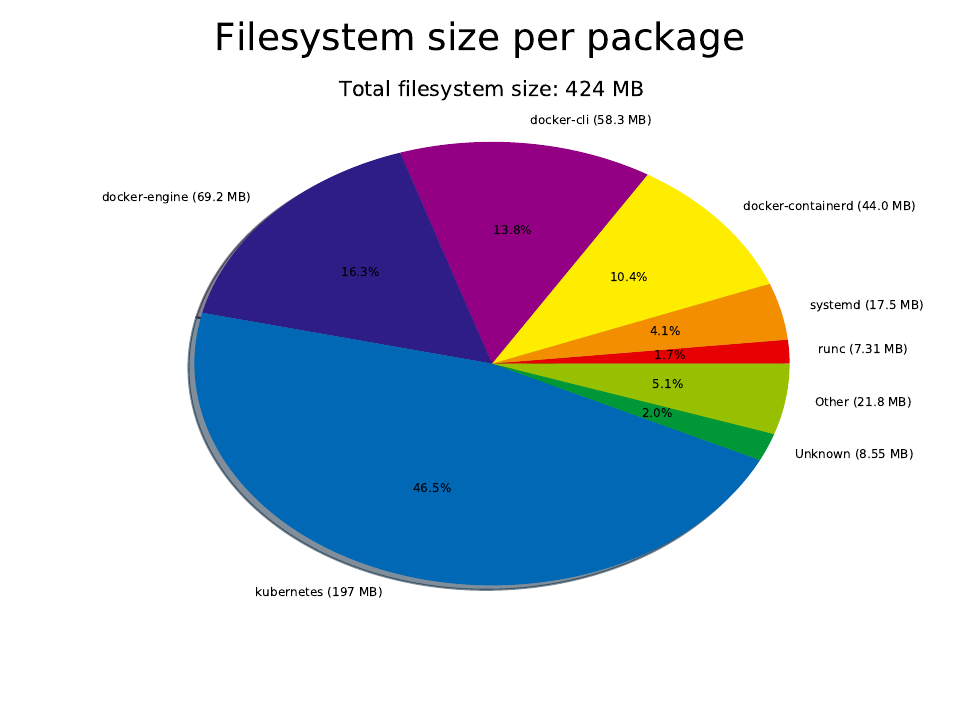 Filesystem size per package
Total filesystem size: 424 MB
docker-cli (58.3 MB)
docker-engine (69.2 MB)
docker-containerd (44.0 MB)
13.8%
16.3%
10.4%
systemd (17.5 MB)
4.1%
runc (7.31 MB)
1.7%
5.1%
Other (21.8 MB)
2.0%
Unknown (8.55 MB)
46.5%
kubernetes (197 MB)